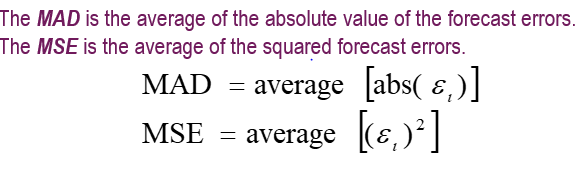 The MAD is the average of the absolute value of the forecast errors.
The MSE is the average of the squared forecast errors.
MAD = average [abs( ε_t )]
MSE = average [(ε_t )²]